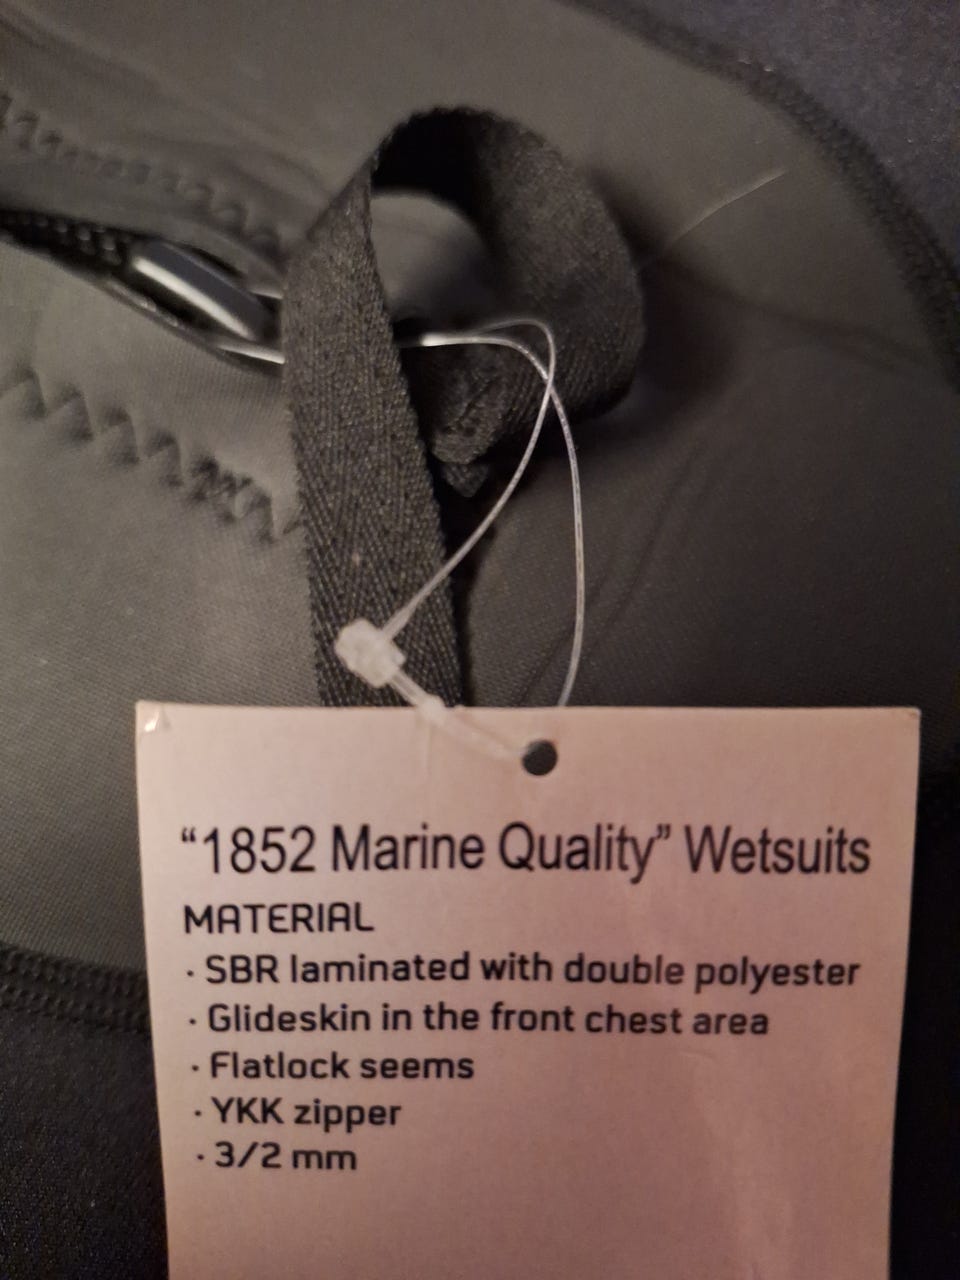 “1852 Marine Quality” Wetsuits
MATERIAL
· SBR laminated with double polyester
· Glideskin in the front chest area
· Flatlock seems
· YKK zipper
· 3/2 mm